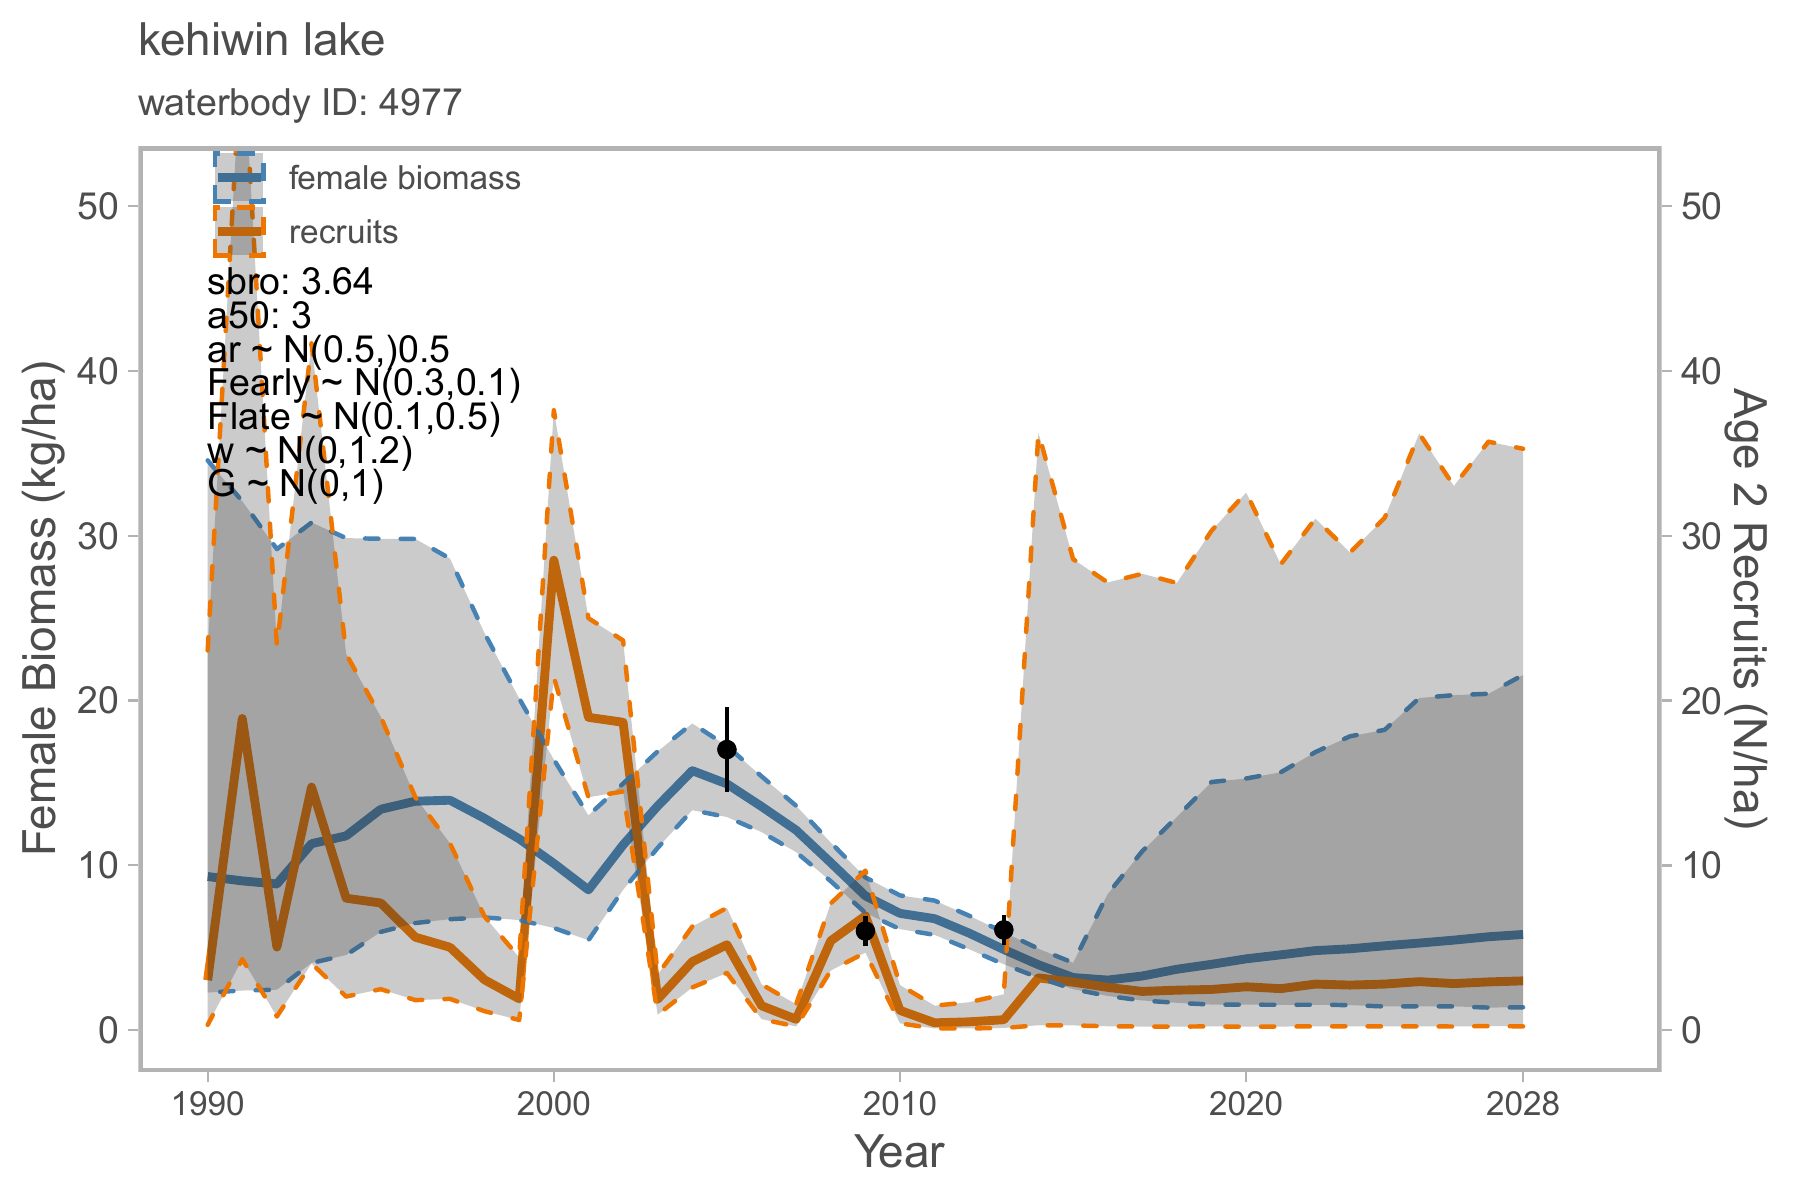 kehiwin lake
waterbody ID: 4977
female biomass
recruits
sbro: 3.64
a50: 3
ar ~ N(0.5,)0.5
Fearly ~ N(0.3,0.1)
Flate ~ N(0.1,0.5)
w ~ N(0,1.2)
G ~ N(0,1)
Female Biomass (kg/ha)
50
40
30
20
10
0
50
40
30
20
10
0
Age 2 Recruits (N/ha)
1990 2000 2010 2020 2028
Year